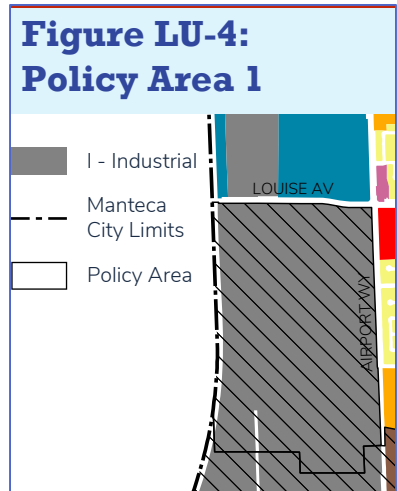 Figure LU-4:
Policy Area 1
I - Industrial
Manteca
City Limits
Policy Area
LOUISE AV
AIRPORT WY